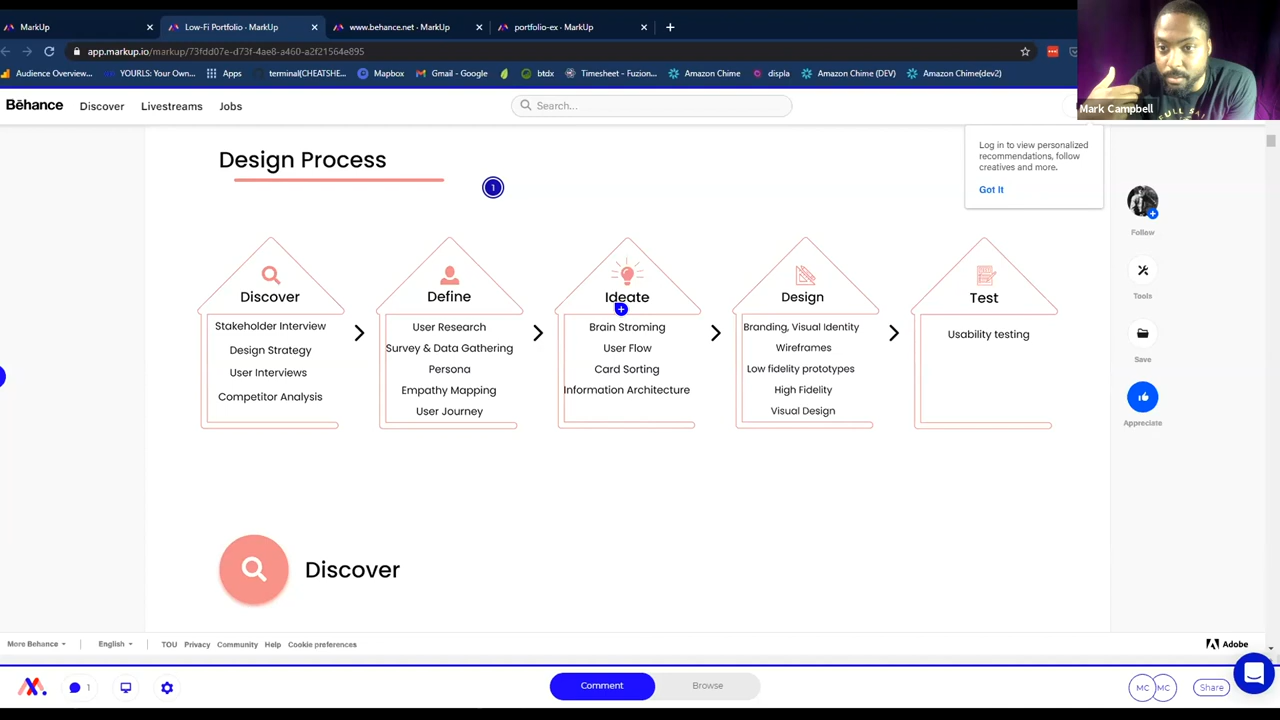 MarkUp
Low-Fi Portfolio - MarkUp
www.behance.net - MarkUp
portfolio-ex - MarkUp
app.markup.io/markup/73fdd07e-d73f-4ae8-a460-a2f21564e895
Audience Overview...
YOURLS: Your Own...
Apps
terminal(CHEATSHE...
Mapbox
Gmail - Google
btdx
Timesheet - Fuzion...
Amazon Chime
displa
Amazon Chime (DEV)
Amazon Chime(dev2)
Mark Campbell
FULL SA
Bēhance
Discover
Livestreams
Jobs
Search...
Log in to view personalized
recommendations, follow
creatives and more.
Got It
Design Process
1
Discover
Stakeholder Interview
Design Strategy
User Interviews
Competitor Analysis
Define
User Research
Survey & Data Gathering
Persona
Empathy Mapping
User Journey
Ideate
Brain Stroming
User Flow
Card Sorting
Information Architecture
Design
Branding, Visual Identity
Wireframes
Low fidelity prototypes
High Fidelity
Visual Design
Test
Usability testing
Follow
Tools
Save
Appreciate
Discover
More Behance
English
TOU
Privacy
Community
Help
Cookie preferences
Adobe
1
Comment
Browse
MC
MC
Share